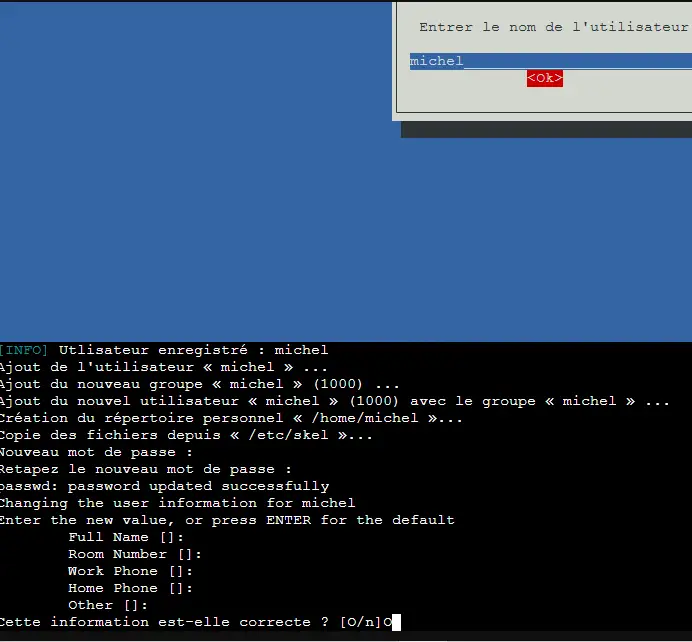 Entrer le nom de l'utilisateur
michel
<Ok>
[INFO] Utlisateur enregistré : michel
Ajout de l'utilisateur « michel » ...
Ajout du nouveau groupe « michel » (1000) ...
Ajout du nouvel utilisateur « michel » (1000) avec le groupe « michel » ...
Création du répertoire personnel « /home/michel »...
Copie des fichiers depuis « /etc/skel »...
Nouveau mot de passe :
Retapez le nouveau mot de passe :
passwd: password updated successfully
Changing the user information for michel
Enter the new value, or press ENTER for the default
Full Name []:
Room Number []:
Work Phone []:
Home Phone []:
Other []:
Cette information est-elle correcte ? [O/n]O